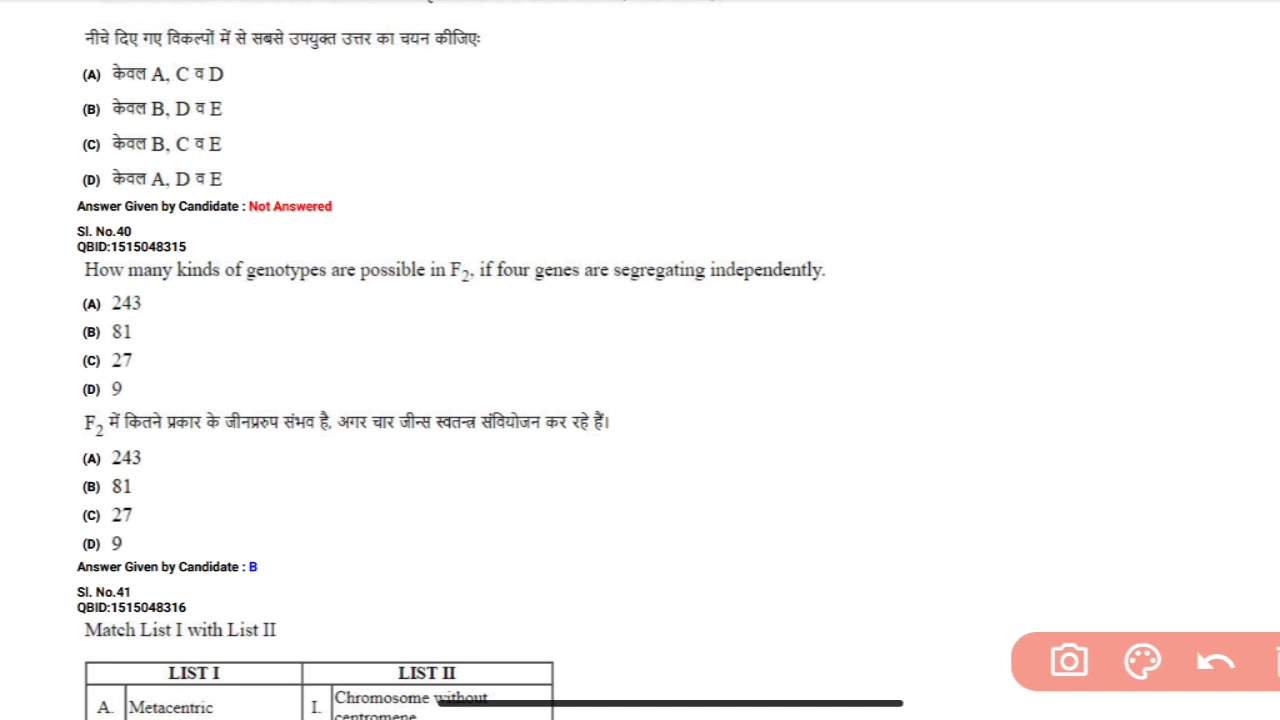 नीचे दिए गए विकल्पों में से सबसे उपयुक्त उत्तर का चयन कीजिएः
(A) केवल A, C व D
(B) केवल B, D व E
(C) केवल B, C व E
(D) केवल A, D व E
Answer Given by Candidate : Not Answered
Sl. No.40
QBID:1515048315
How many kinds of genotypes are possible in F₂, if four genes are segregating independently.
(A) 243
(B) 81
(C) 27
(D) 9
F₂ में कितने प्रकार के जीनप्ररुप संभव है, अगर चार जीन्स स्वतन्त्र संवियोजन कर रहे हैं।
(A) 243
(B) 81
(C) 27
(D) 9
Answer Given by Candidate : B
Sl. No.41
QBID:1515048316
Match List I with List II
LIST I LIST II
A. Metacentric I. Chromosome without